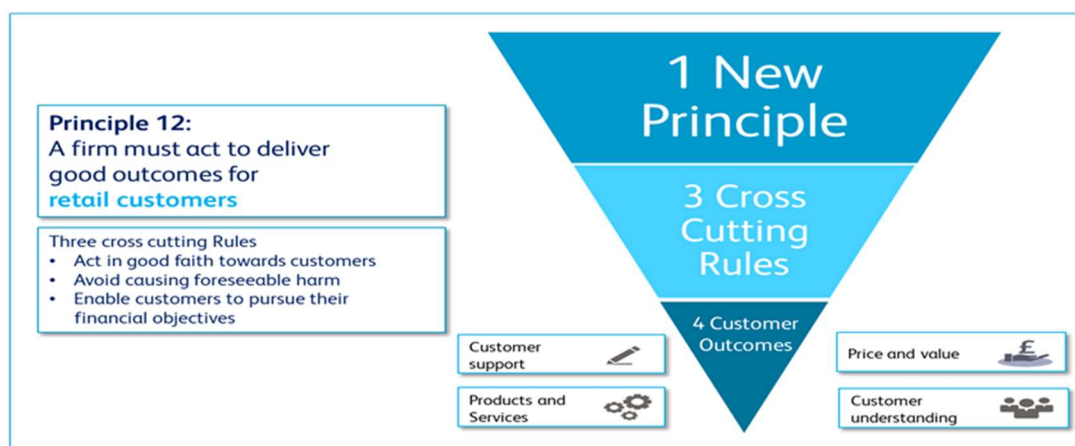 1 New
Principle
Principle 12:
A firm must act to deliver
good outcomes for
retail customers
3 Cross
Cutting
Rules
Three cross cutting Rules
• Act in good faith towards customers
• Avoid causing foreseeable harm
• Enable customers to pursue their
financial objectives
4 Customer
Outcomes
Customer
support
Price and value
£
Products and
Services
Customer
understanding